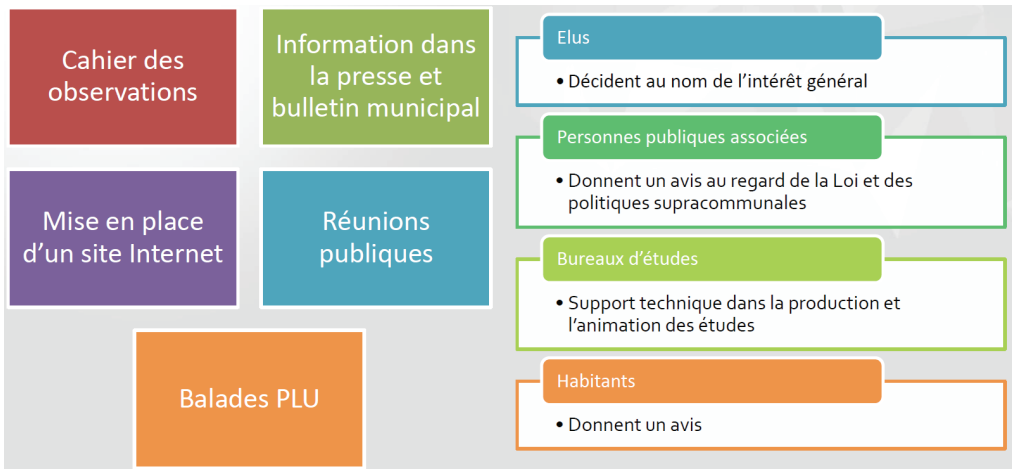 Cahier des
observations
Information dans
la presse et
bulletin municipal
Mise en place
d’un site Internet
Réunions
publiques
Balades PLU
Elus
• Décident au nom de l’intérêt général
Personnes publiques associées
• Donnent un avis au regard de la Loi et des
politiques supracommunales
Bureaux d’études
• Support technique dans la production et
l’animation des études
Habitants
• Donnent un avis